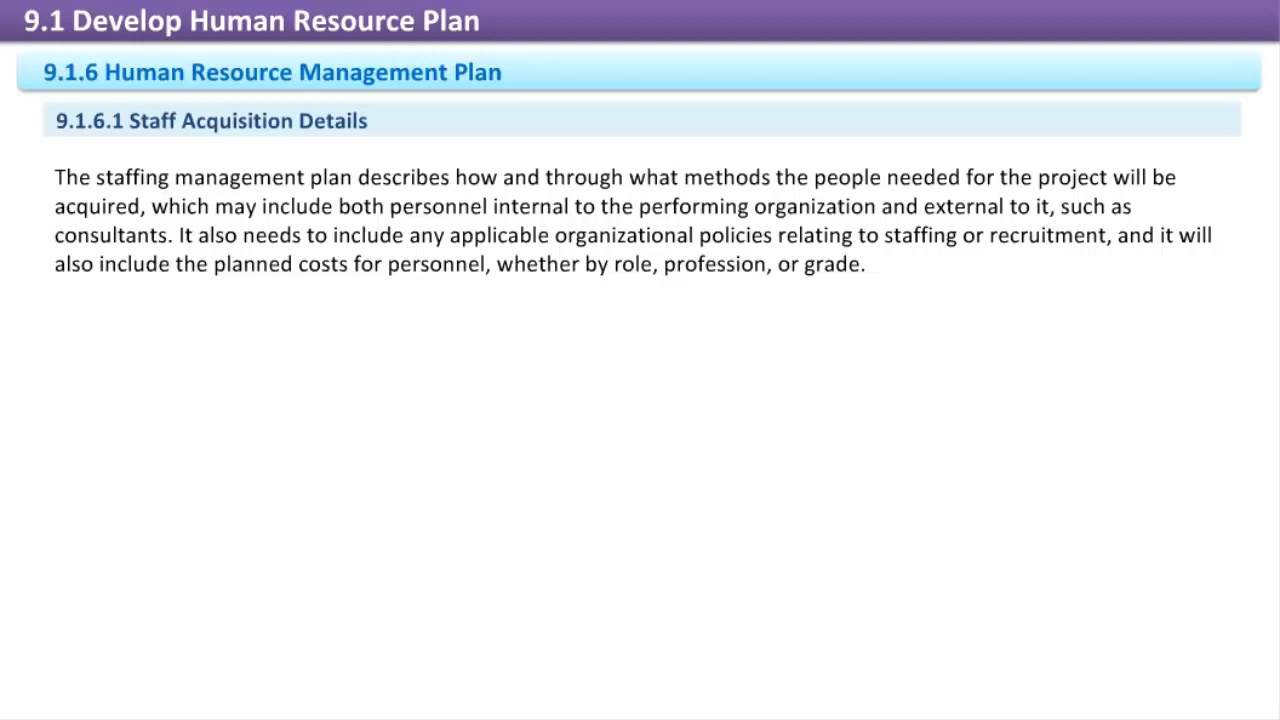 9.1 Develop Human Resource Plan
9.1.6 Human Resource Management Plan
9.1.6.1 Staff Acquisition Details
The staffing management plan describes how and through what methods the people needed for the project will be
acquired, which may include both personnel internal to the performing organization and external to it, such as
consultants. It also needs to include any applicable organizational policies relating to staffing or recruitment, and it will
also include the planned costs for personnel, whether by role, profession, or grade.